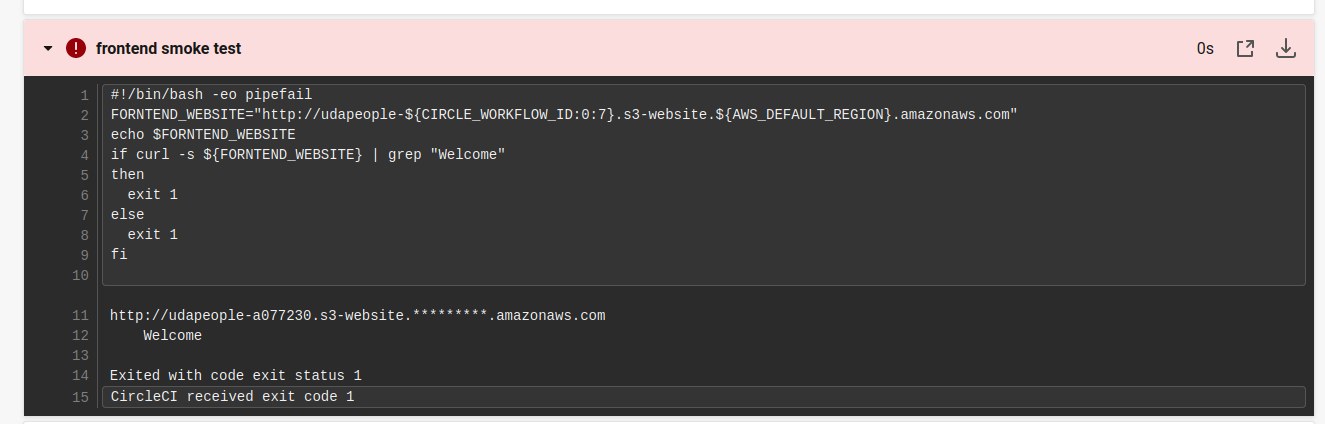 frontend smoke test 0s
1 #!/bin/bash -eo pipefail
2 FORNTEND_WEBSITE="http://udapeople-${CIRCLE_WORKFLOW_ID:0:7}.s3-website.${AWS_DEFAULT_REGION}.amazonaws.com"
3 echo $FORNTEND_WEBSITE
4 if curl -s ${FORNTEND_WEBSITE} | grep "Welcome"
5 then
6   exit 1
7 else
8   exit 1
9 fi
10
11 http://udapeople-a077230.s3-website.*********.amazonaws.com
12     Welcome
13
14 Exited with code exit status 1
15 CircleCI received exit code 1